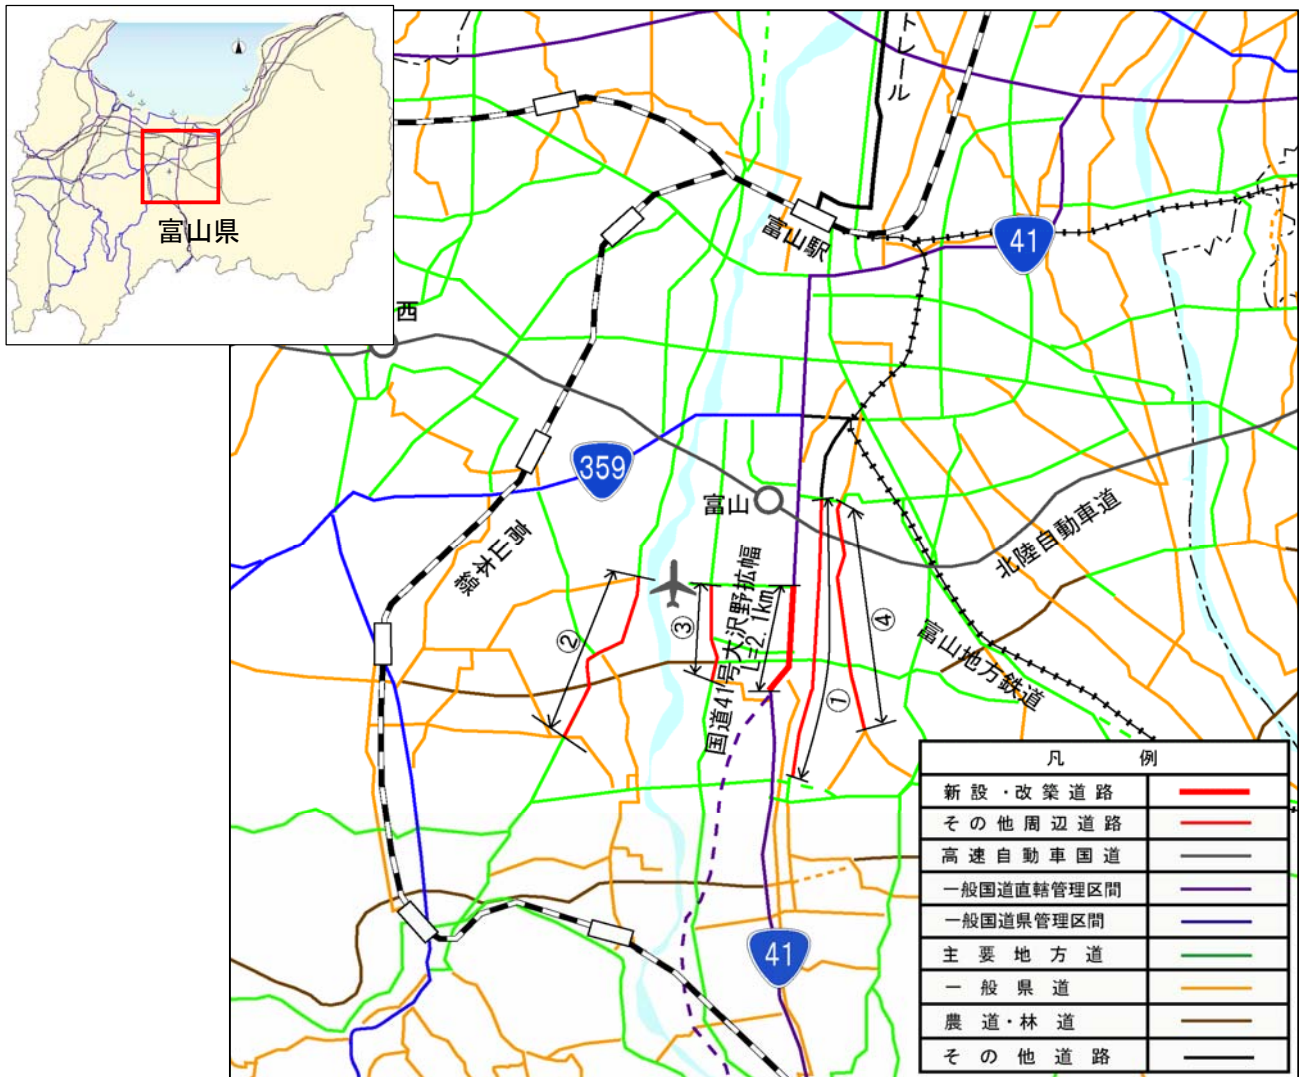 富山県
トレール
富山駅
41
西
359
富山
高山本線
北陸自動車道
富山地方鉄道
国道41号大沢野拡幅
L=2.1km
②
③
①
④
41
凡 例
新設・改築道路
その他周辺道路
高速自動車国道
一般国道直轄管理区間
一般国道県管理区間
主要地方道
一般県道
農道・林道
その他道路